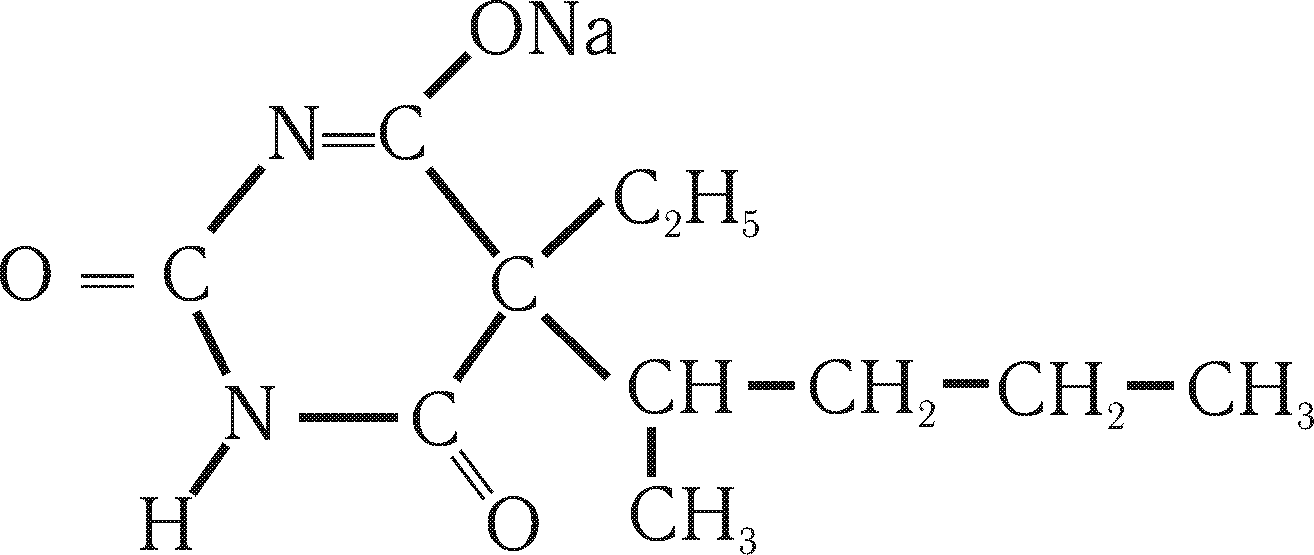 ONa
N=C
C₂H₅
O=C
C
CH–CH₂–CH₂–CH₃
N–C
H
O
CH₃